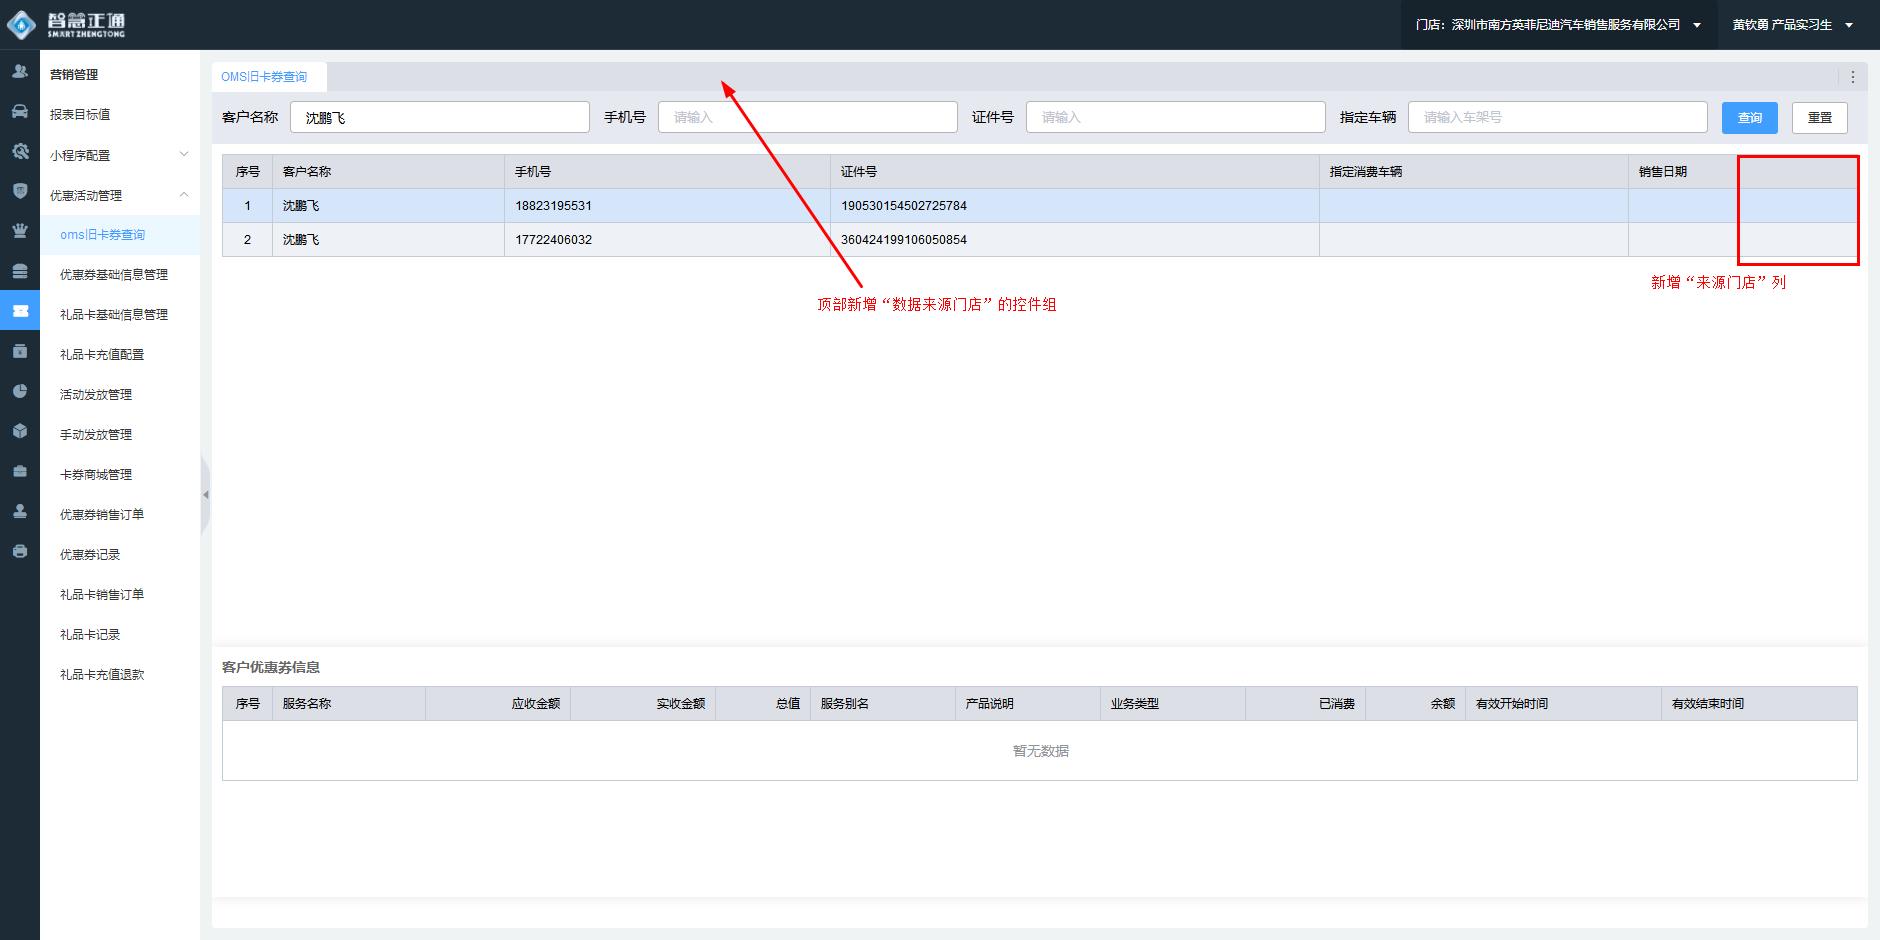 智慧正通
SMART ZHENGTONG
门店：深圳市南方英菲尼迪汽车销售服务有限公司
黄钦勇 产品实习生
营销管理
报表目标值
小程序配置
优惠活动管理
oms旧卡券查询
优惠券基础信息管理
礼品卡基础信息管理
礼品卡充值配置
活动发放管理
手动发放管理
卡券商城管理
优惠券销售订单
优惠券记录
礼品卡销售订单
礼品卡记录
礼品卡充值退款
OMS旧卡券查询
客户名称 沈鹏飞 手机号 请输入 证件号 请输入 指定车辆 请输入车架号 查询 重置
序号 客户名称 手机号 证件号 指定消费车辆 销售日期
1 沈鹏飞 18823195531 190530154502725784
2 沈鹏飞 17722406032 360424199106050854
新增“来源门店”列
顶部新增“数据来源门店”的控件组
客户优惠券信息
序号 服务名称 应收金额 实收金额 总值 服务别名 产品说明 业务类型 已消费 余额 有效开始时间 有效结束时间
暂无数据